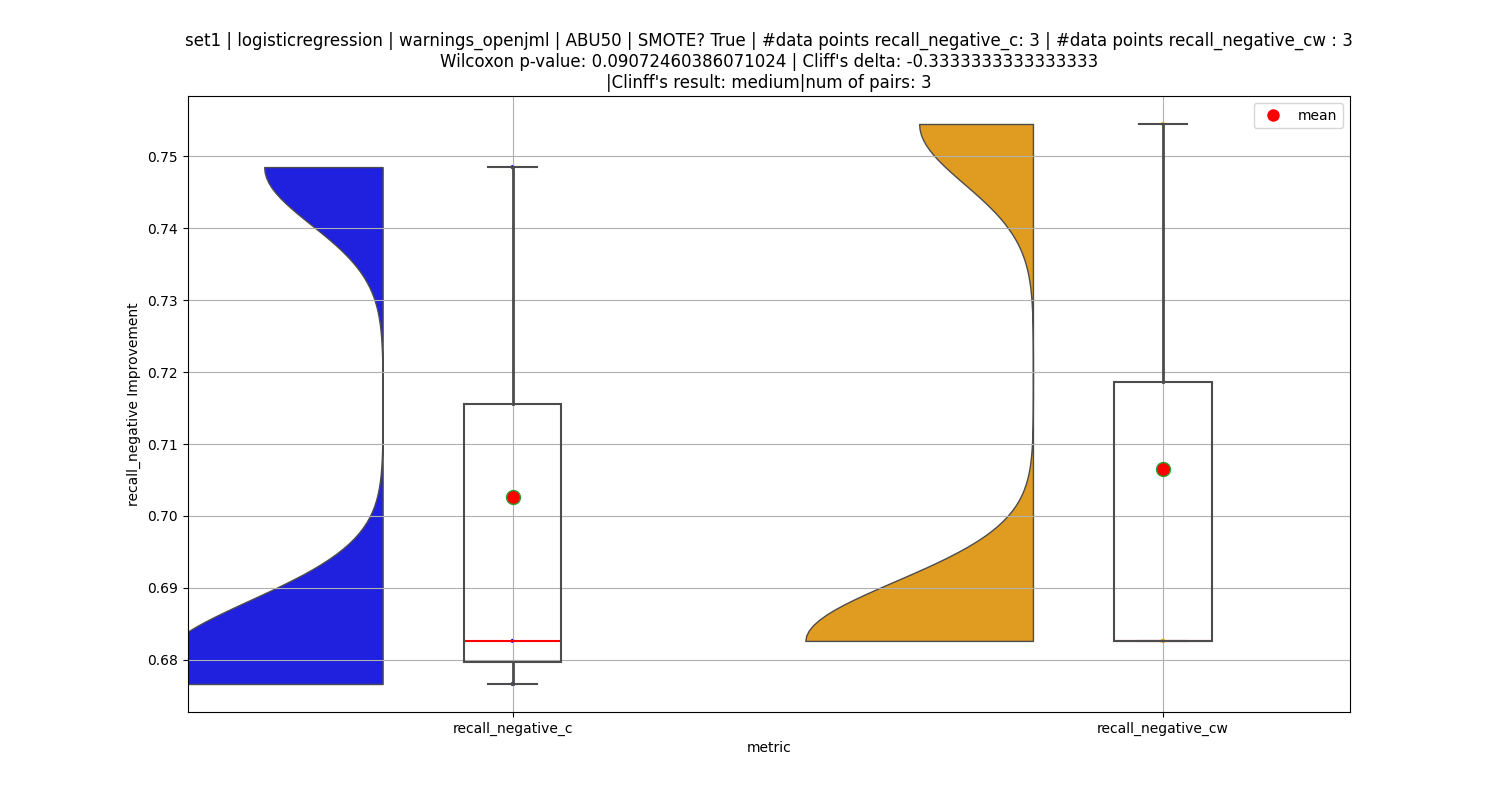 set1 | logisticregression | warnings_openjml | ABU50 | SMOTE? True | #data points recall_negative_c: 3 | #data points recall_negative_cw : 3
Wilcoxon p-value: 0.09072460386071024 | Cliff's delta: -0.3333333333333333
|Clinff's result: medium|num of pairs: 3
mean
0.75
0.74
0.73
0.72
0.71
0.70
0.69
0.68
recall_negative Improvement
recall_negative_c
recall_negative_cw
metric